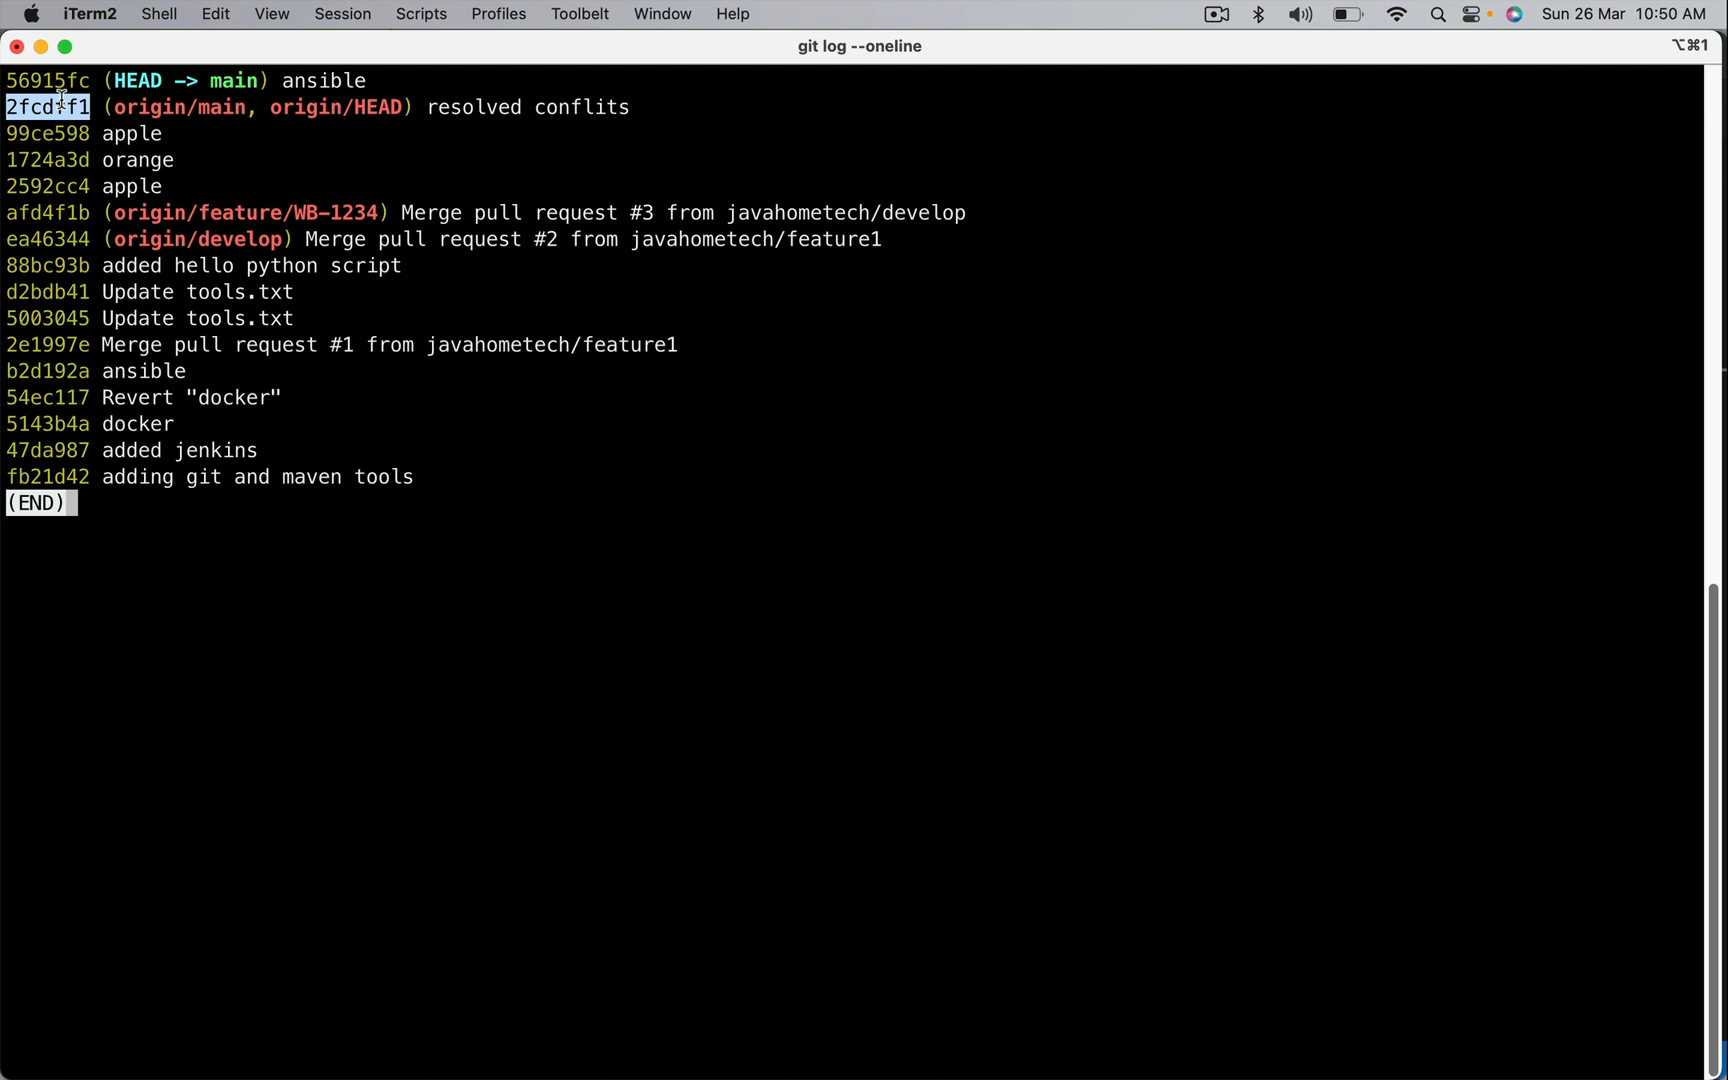 iTerm2 Shell Edit View Session Scripts Profiles Toolbelt Window Help Sun 26 Mar 10:50 AM
git log --oneline ⌥⌘1
56915fc (HEAD -> main) ansible
2fcdff1 (origin/main, origin/HEAD) resolved conflits
99ce598 apple
1724a3d orange
2592cc4 apple
afd4f1b (origin/feature/WB-1234) Merge pull request #3 from javahometech/develop
ea46344 (origin/develop) Merge pull request #2 from javahometech/feature1
88bc93b added hello python script
d2bdb41 Update tools.txt
5003045 Update tools.txt
2e1997e Merge pull request #1 from javahometech/feature1
b2d192a ansible
54ec117 Revert "docker"
5143b4a docker
47da987 added jenkins
fb21d42 adding git and maven tools
(END)